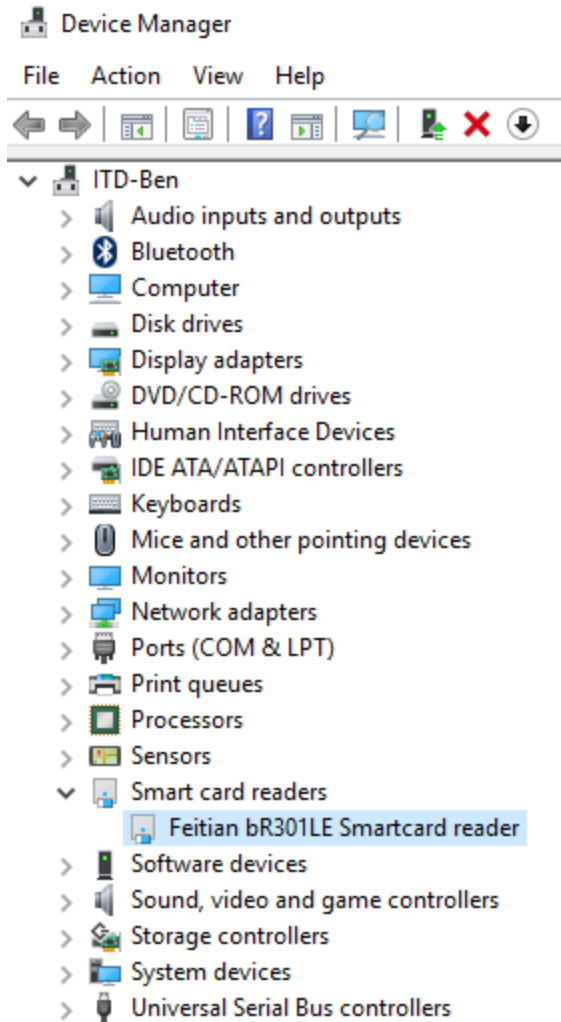 Device Manager
File Action View Help
ITD-Ben
Audio inputs and outputs
Bluetooth
Computer
Disk drives
Display adapters
DVD/CD-ROM drives
Human Interface Devices
IDE ATA/ATAPI controllers
Keyboards
Mice and other pointing devices
Monitors
Network adapters
Ports (COM & LPT)
Print queues
Processors
Sensors
Smart card readers
Feitian bR301LE Smartcard reader
Software devices
Sound, video and game controllers
Storage controllers
System devices
Universal Serial Bus controllers